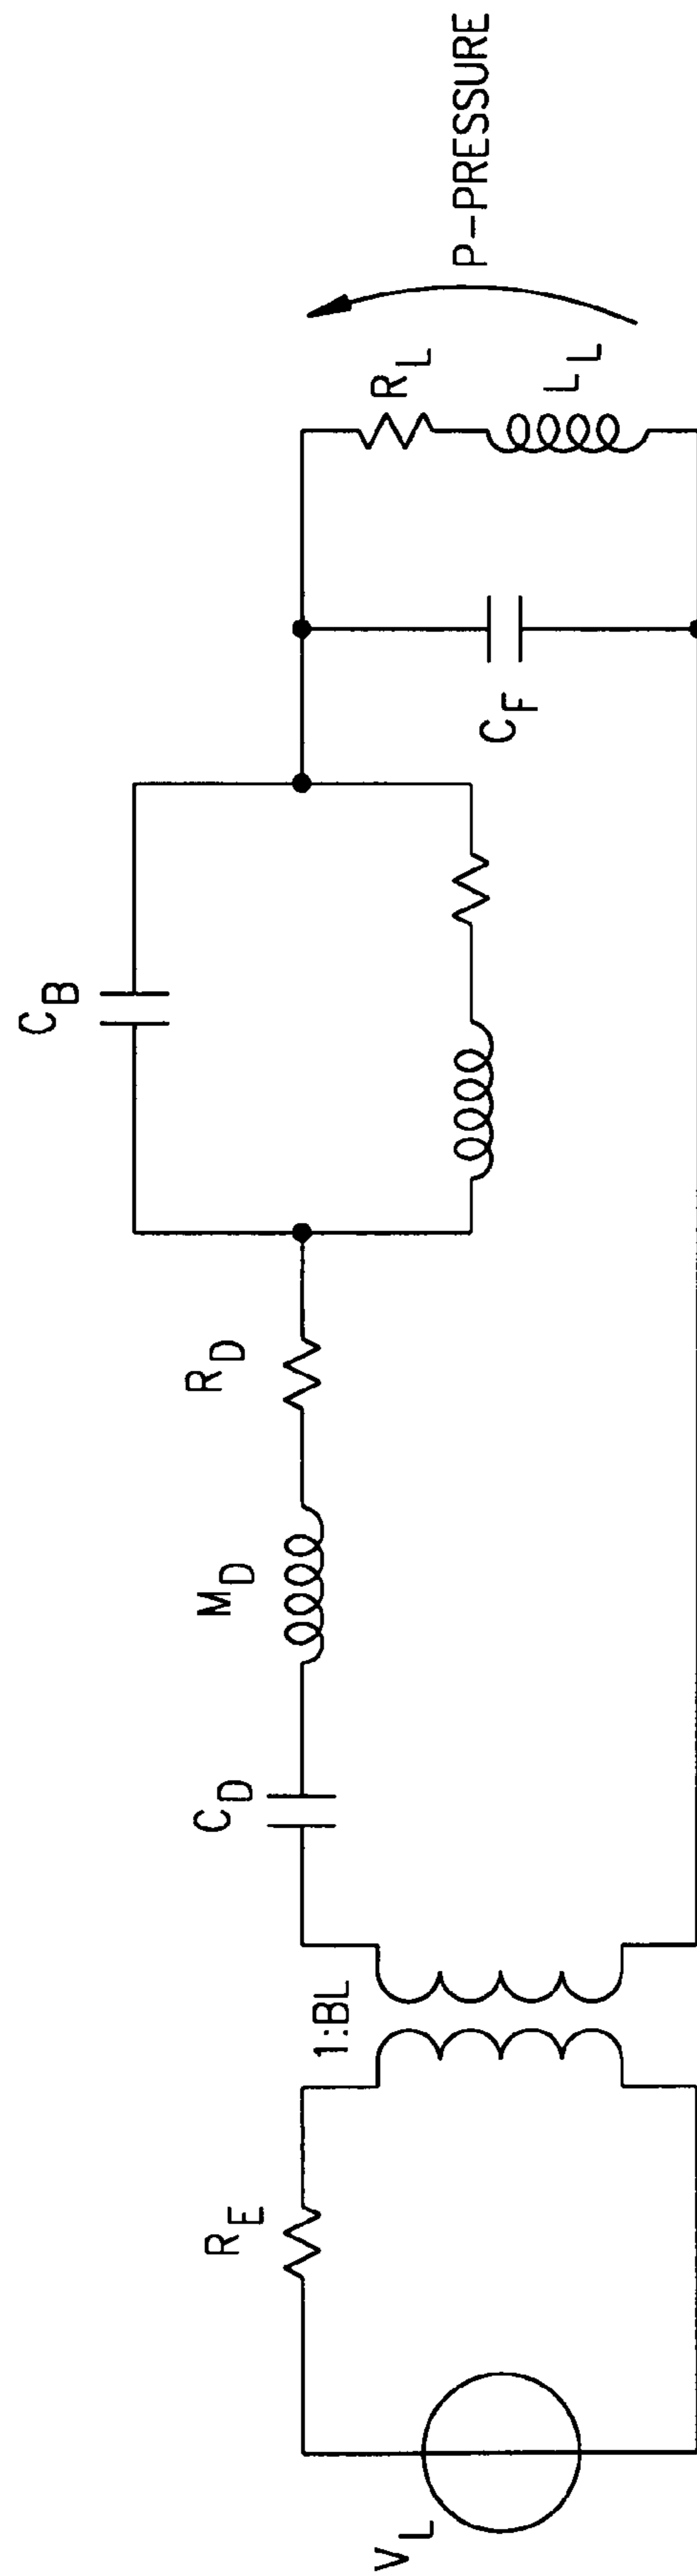 V_L
R_E
1:BL
C_D
M_D
R_D
C_B
C_F
R_L
L_L
P-PRESSURE